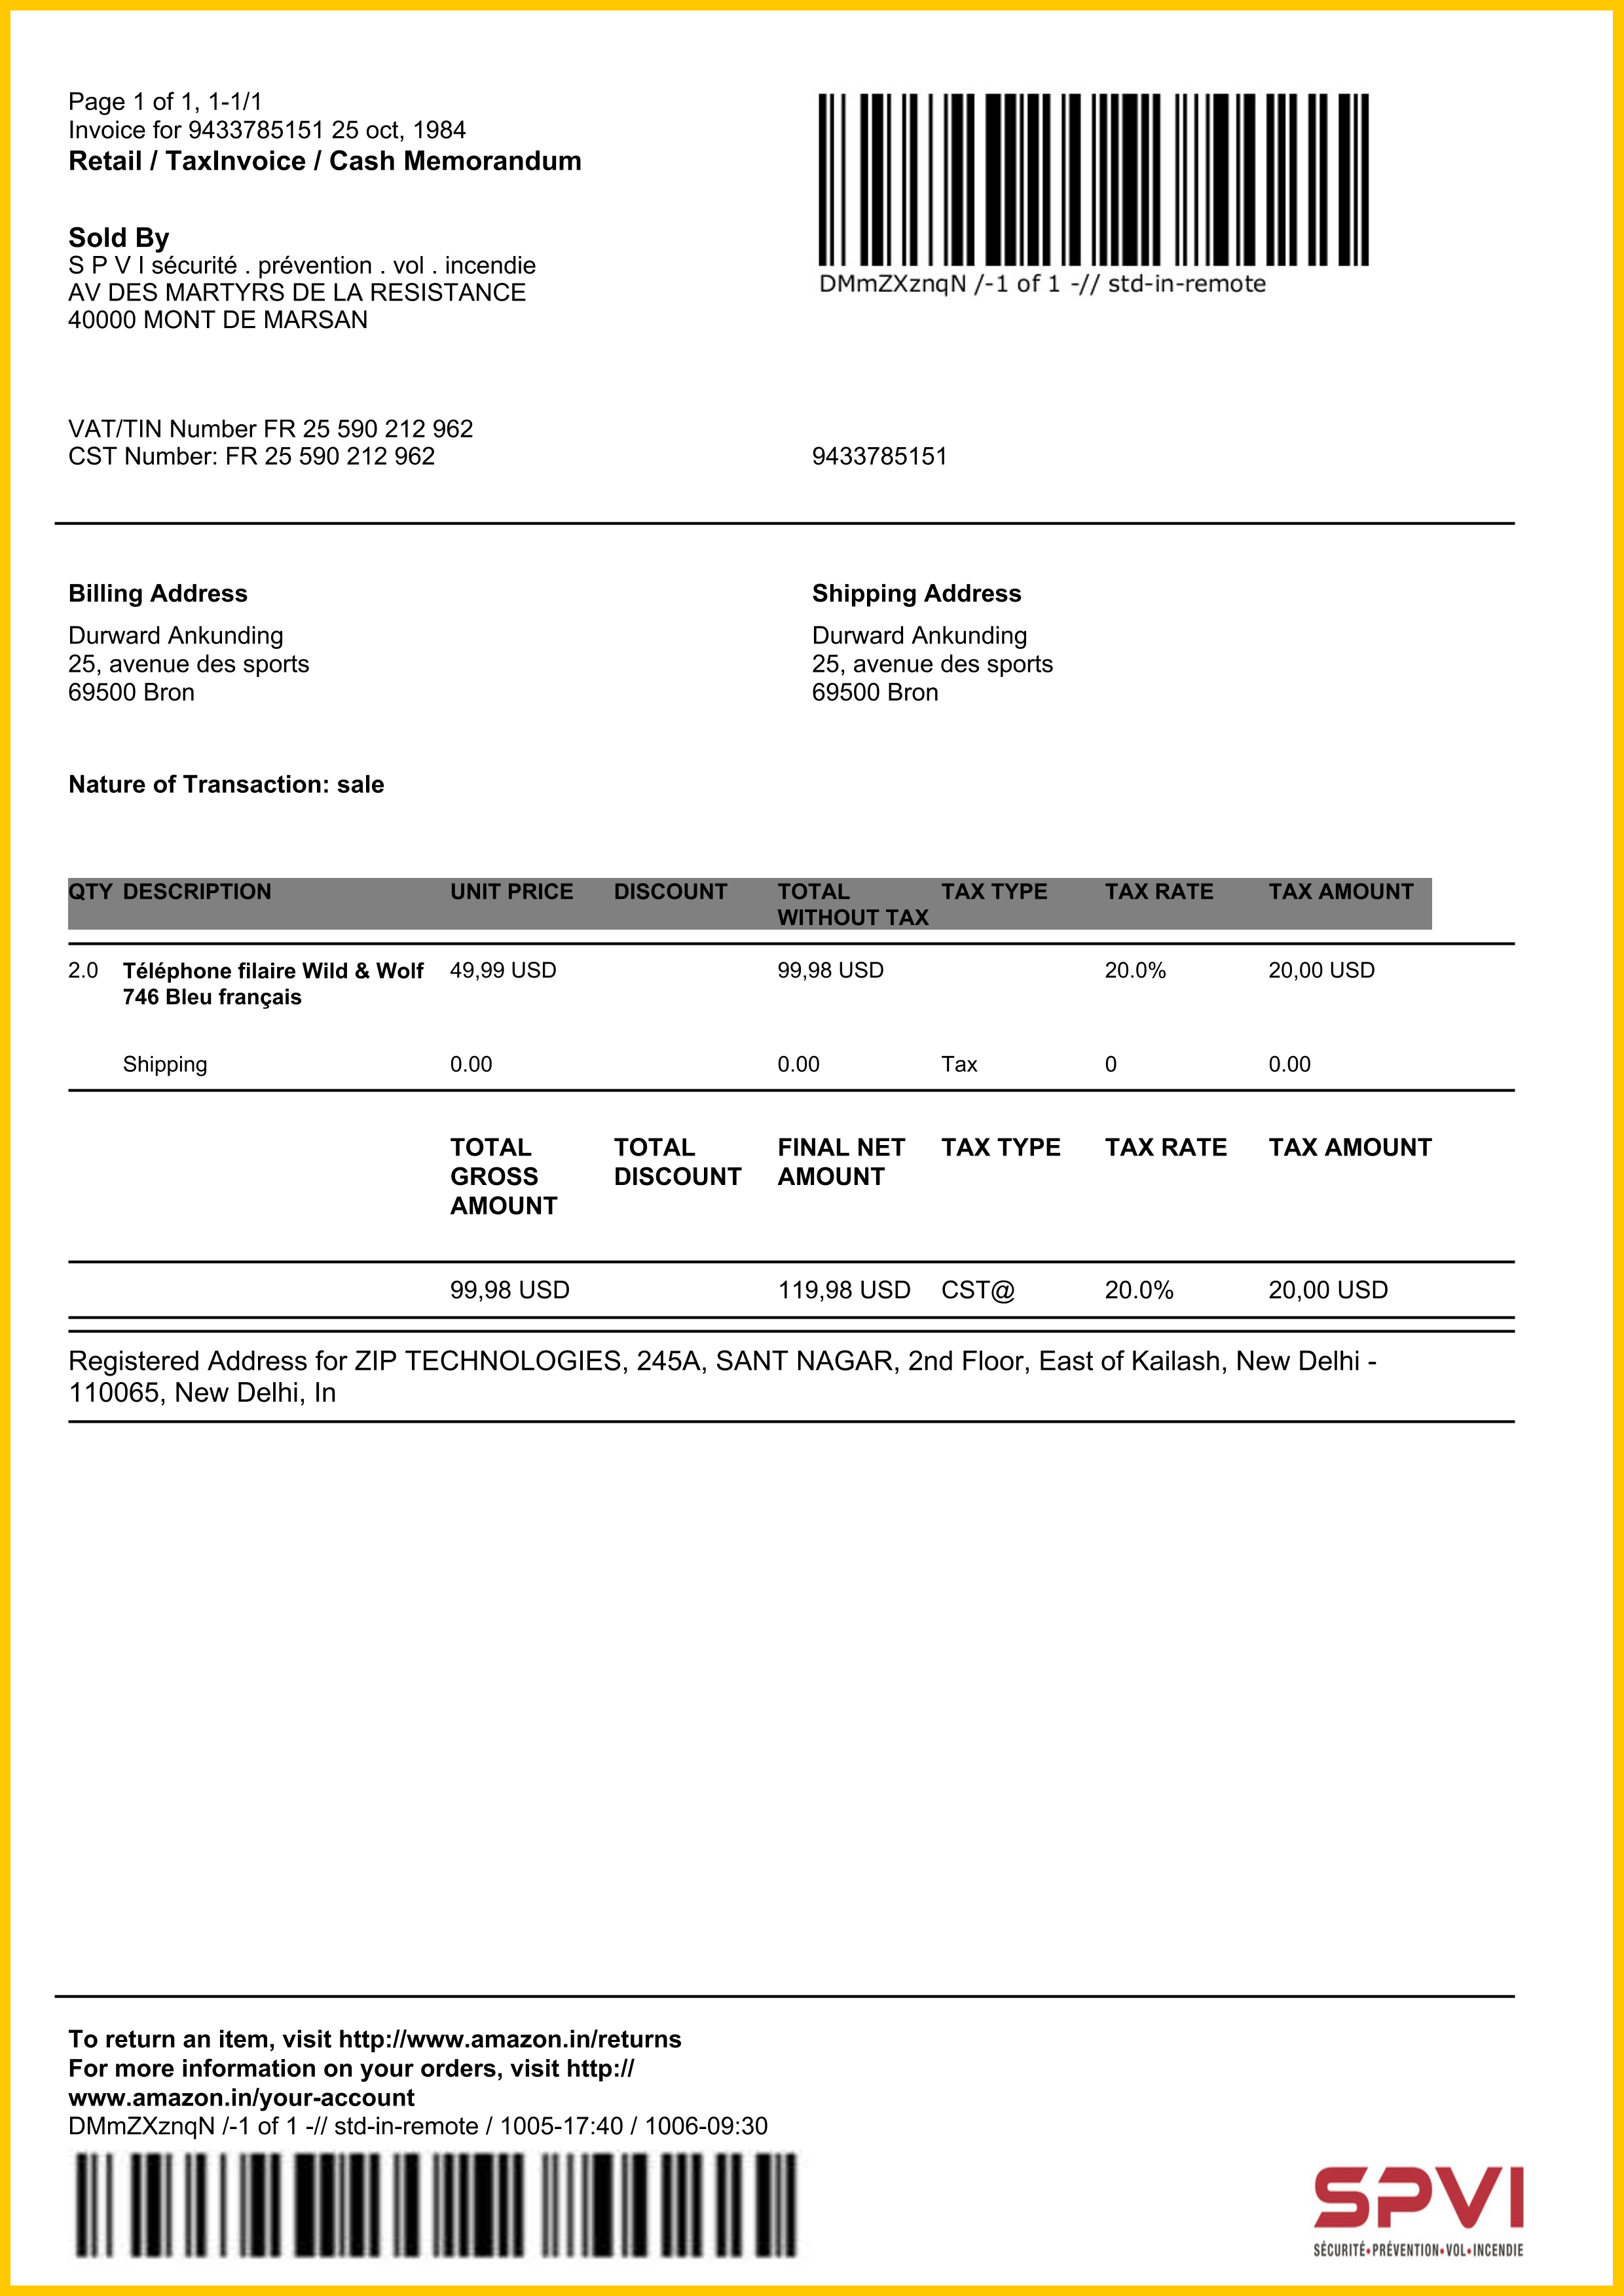 Page 1 of 1, 1-1/1
Invoice for 9433785151 25 oct, 1984
Retail / TaxInvoice / Cash Memorandum
DMmZXznqN /-1 of 1 -// std-in-remote
Sold By
S P V I sécurité . prévention . vol . incendie
AV DES MARTYRS DE LA RESISTANCE
40000 MONT DE MARSAN
VAT/TIN Number FR 25 590 212 962
CST Number: FR 25 590 212 962
9433785151
Billing Address
Durward Ankunding
25, avenue des sports
69500 Bron
Shipping Address
Durward Ankunding
25, avenue des sports
69500 Bron
Nature of Transaction: sale
QTY DESCRIPTION UNIT PRICE DISCOUNT TOTAL WITHOUT TAX TAX TYPE TAX RATE TAX AMOUNT
2.0 Téléphone filaire Wild & Wolf 49,99 USD 99,98 USD 20.0% 20,00 USD
746 Bleu français
Shipping 0.00 0.00 Tax 0 0.00
TOTAL GROSS AMOUNT TOTAL DISCOUNT FINAL NET AMOUNT TAX TYPE TAX RATE TAX AMOUNT
99,98 USD 119,98 USD CST@ 20.0% 20,00 USD
Registered Address for ZIP TECHNOLOGIES, 245A, SANT NAGAR, 2nd Floor, East of Kailash, New Delhi -
110065, New Delhi, In
To return an item, visit http://www.amazon.in/returns
For more information on your orders, visit http://
www.amazon.in/your-account
DMmZXznqN /-1 of 1 -// std-in-remote / 1005-17:40 / 1006-09:30
SPVI
SÉCURITÉ•PRÉVENTION•VOL•INCENDIE